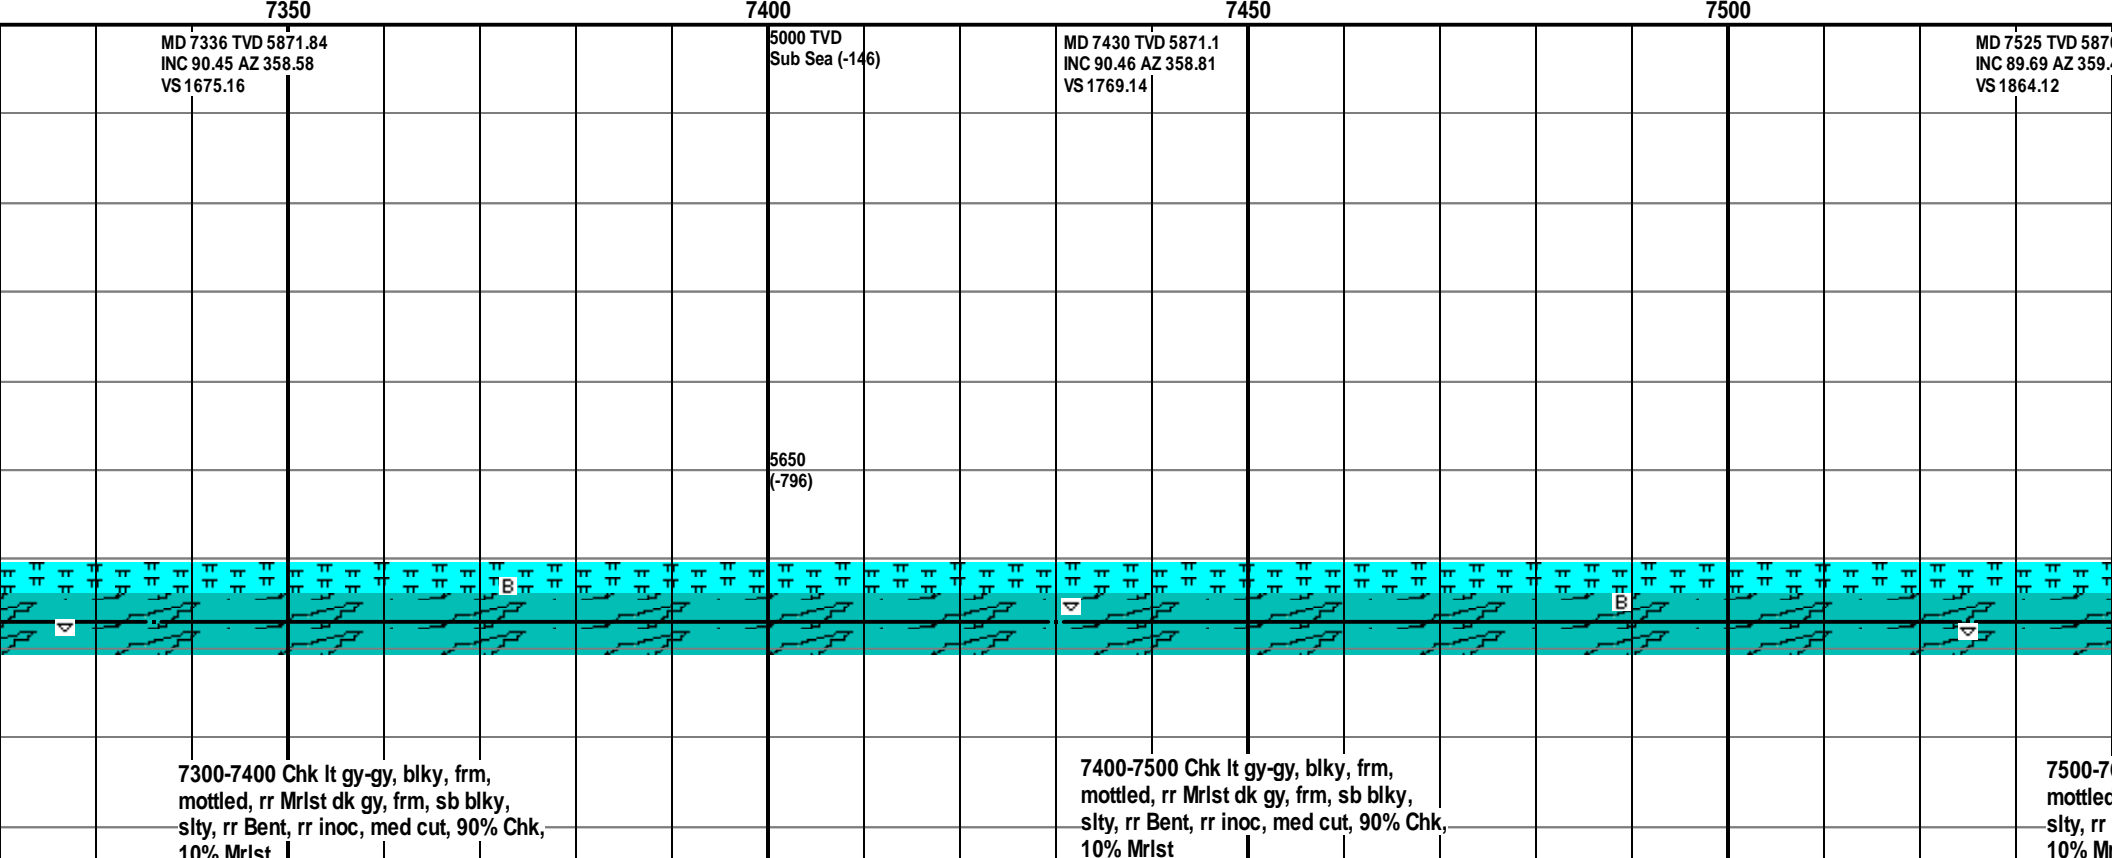 7350 7400 7450 7500
MD 7336 TVD 5871.84
INC 90.45 AZ 358.58
VS 1675.16
5000 TVD
Sub Sea (-146)
MD 7430 TVD 5871.1
INC 90.46 AZ 358.81
VS 1769.14
MD 7525 TVD
INC 89.69 AZ
VS 1864.12
5650
(-796)
B
B
7300-7400 Chk lt gy-gy, blky, frm,
mottled, rr Mrlst dk gy, frm, sb blky,
slty, rr Bent, rr inoc, med cut, 90% Chk,
10% Mrlst
7400-7500 Chk lt gy-gy, blky, frm,
mottled, rr Mrlst dk gy, frm, sb blky,
slty, rr Bent, rr inoc, med cut, 90% Chk,
10% Mrlst
slty, rr
10%